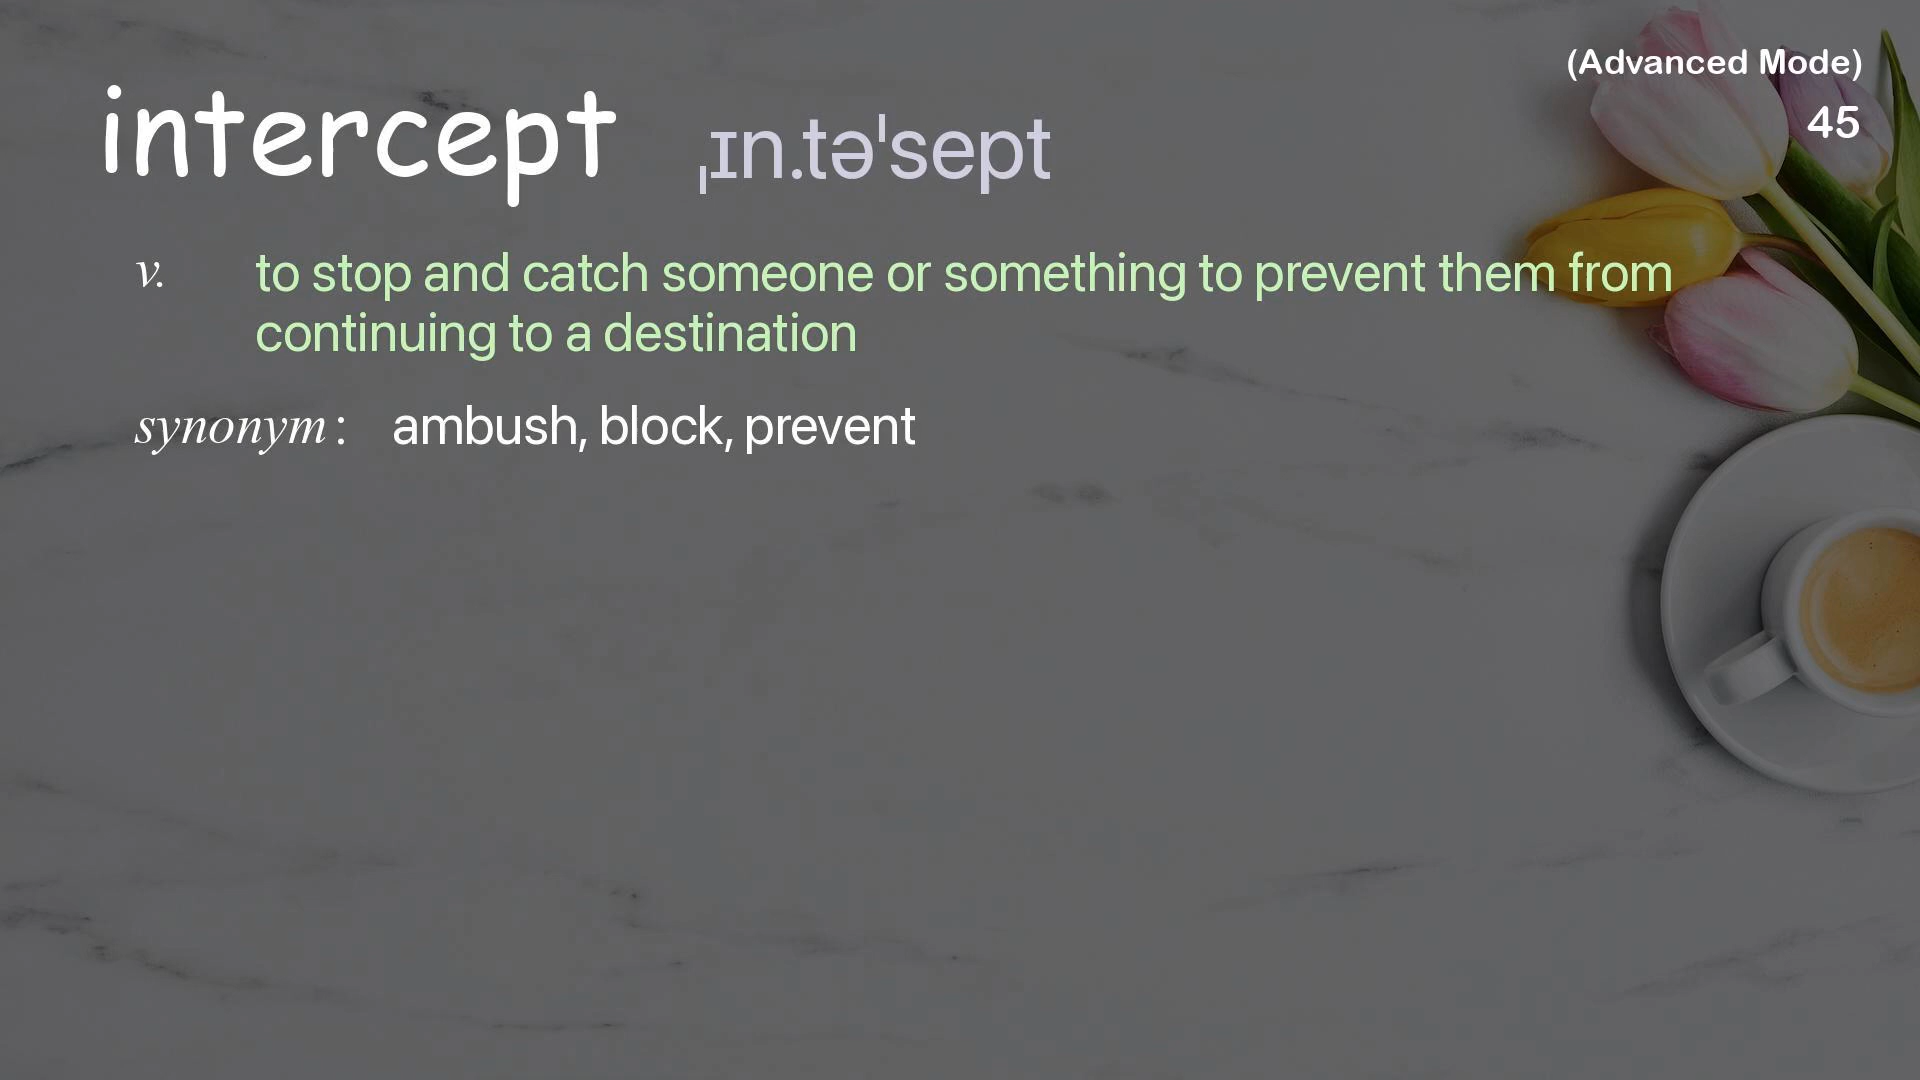 (Advanced Mode)
45
intercept ˌɪn.təˈsept
v. to stop and catch someone or something to prevent them from
continuing to a destination
synonym: ambush, block, prevent